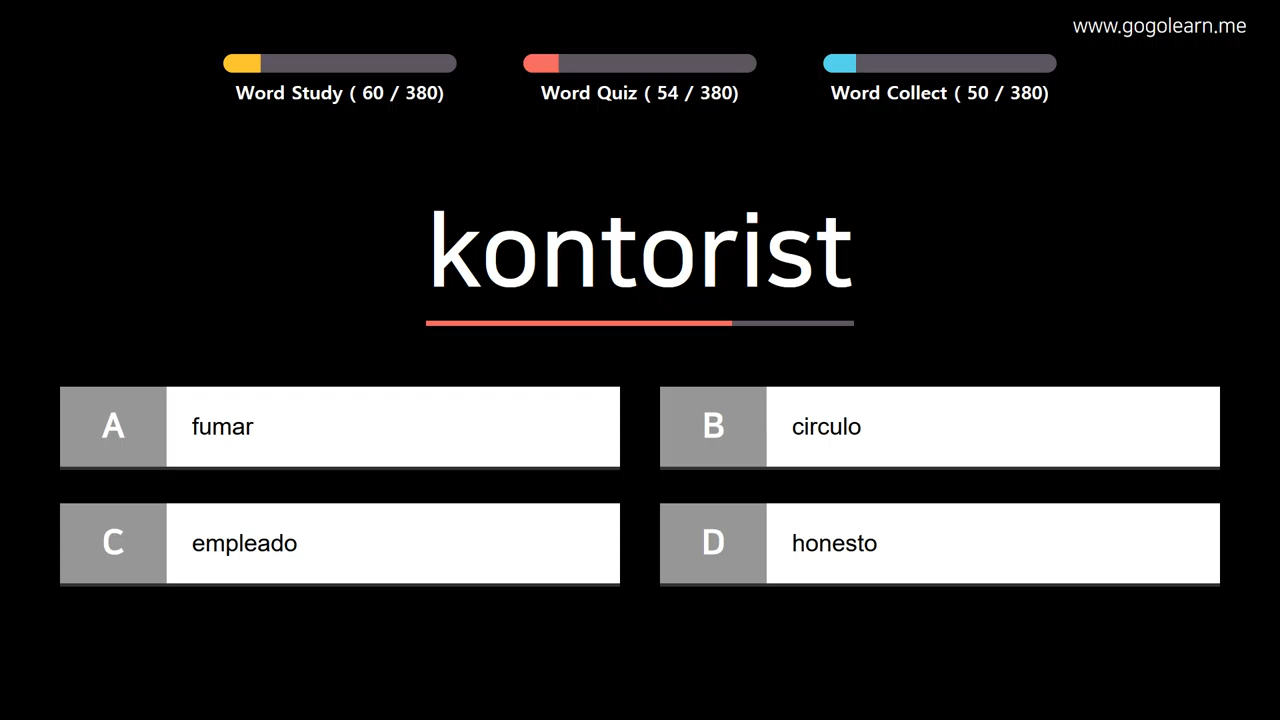 www.gogolearn.me
Word Study ( 60 / 380)
Word Quiz ( 54 / 380)
Word Collect ( 50 / 380)
kontorist
A fumar
B circulo
C empleado
D honesto